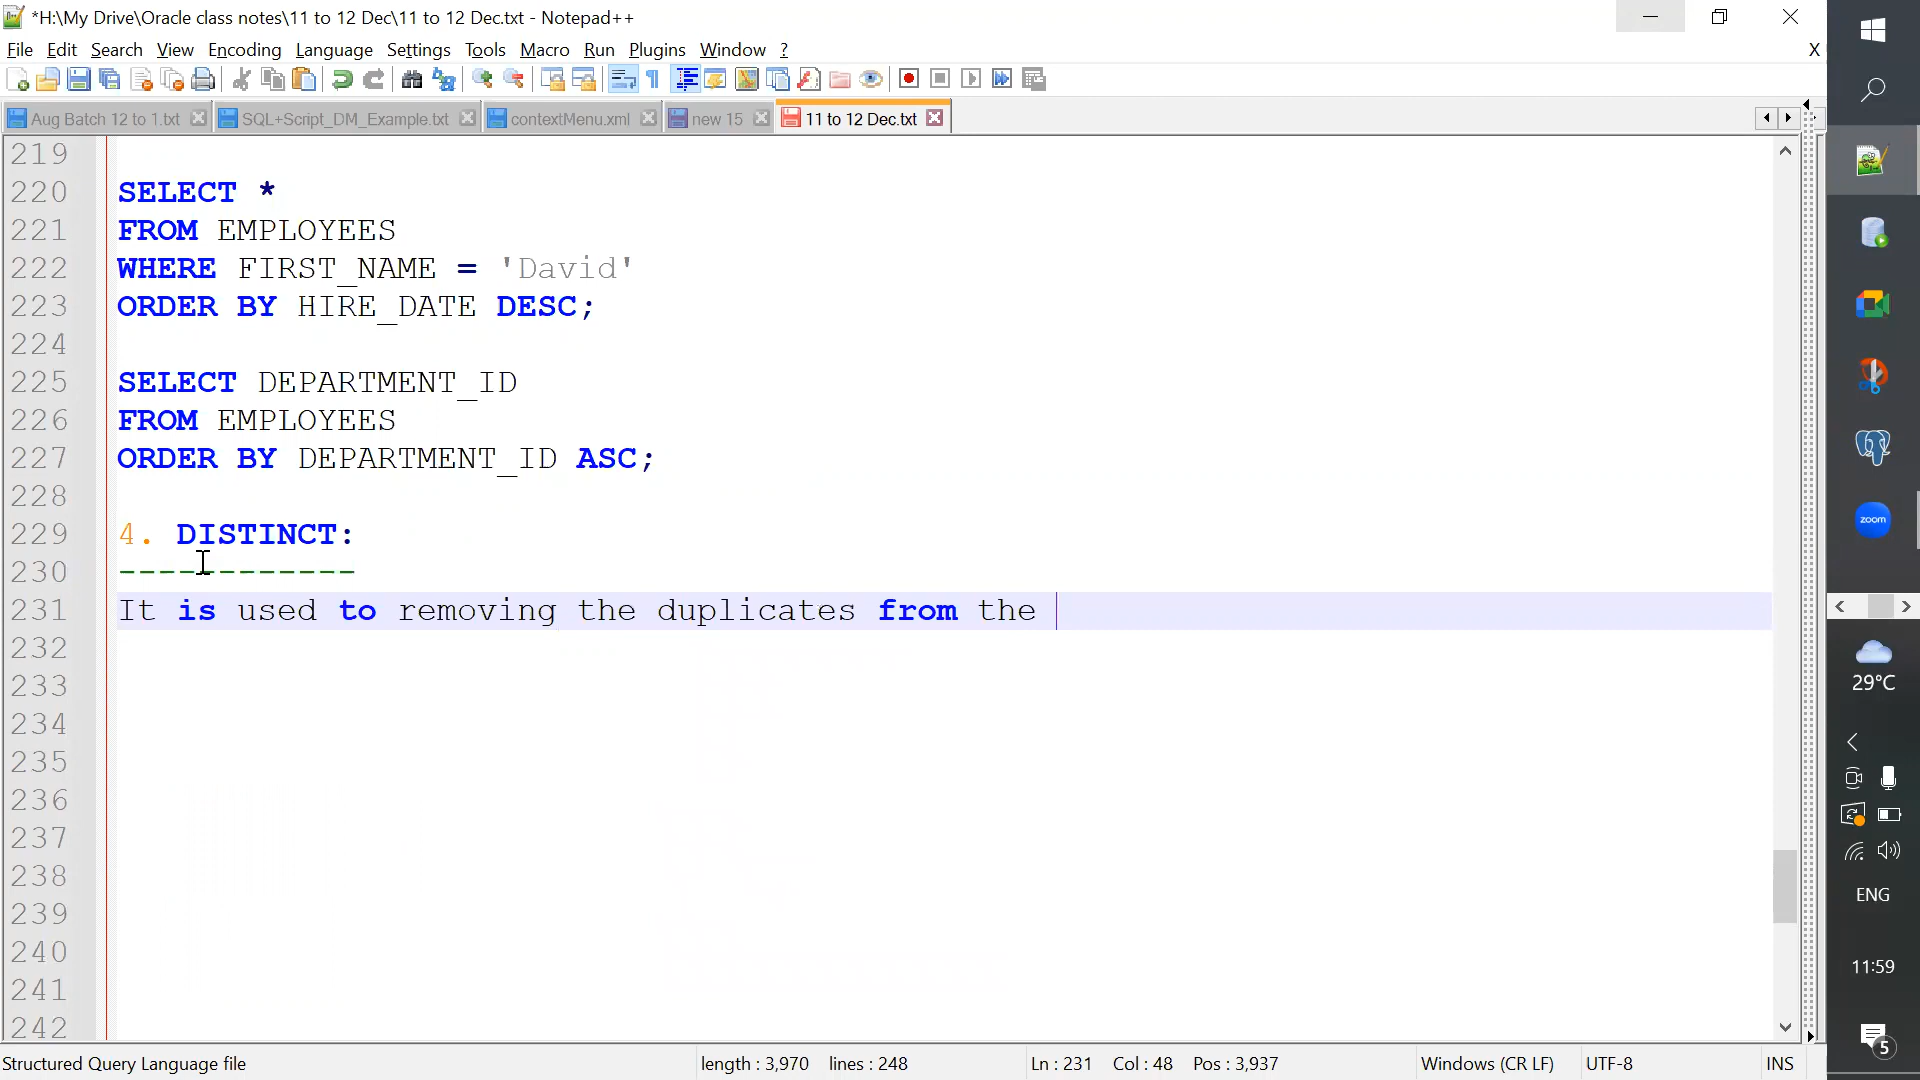 *H:\My Drive\Oracle class notes\11 to 12 Dec\11 to 12 Dec.txt - Notepad++
File Edit Search View Encoding Language Settings Tools Macro Run Plugins Window ? X
Aug Batch 12 to 1.txt SQL+Script_DM_Example.txt contextMenu.xml new 15 11 to 12 Dec.txt
219
220 SELECT *
221 FROM EMPLOYEES
222 WHERE FIRST_NAME = 'David'
223 ORDER BY HIRE_DATE DESC;
224
225 SELECT DEPARTMENT_ID
226 FROM EMPLOYEES
227 ORDER BY DEPARTMENT_ID ASC;
228
229 4. DISTINCT:
230 ------------
231 It is used to removing the duplicates from the
232
233
234
235
236
237
238
239
240
241
242
Structured Query Language file length : 3,970 lines : 248 Ln : 231 Col : 48 Pos : 3,937 Windows (CR LF) UTF-8 INS
zoom
29°C
ENG
11:59
5